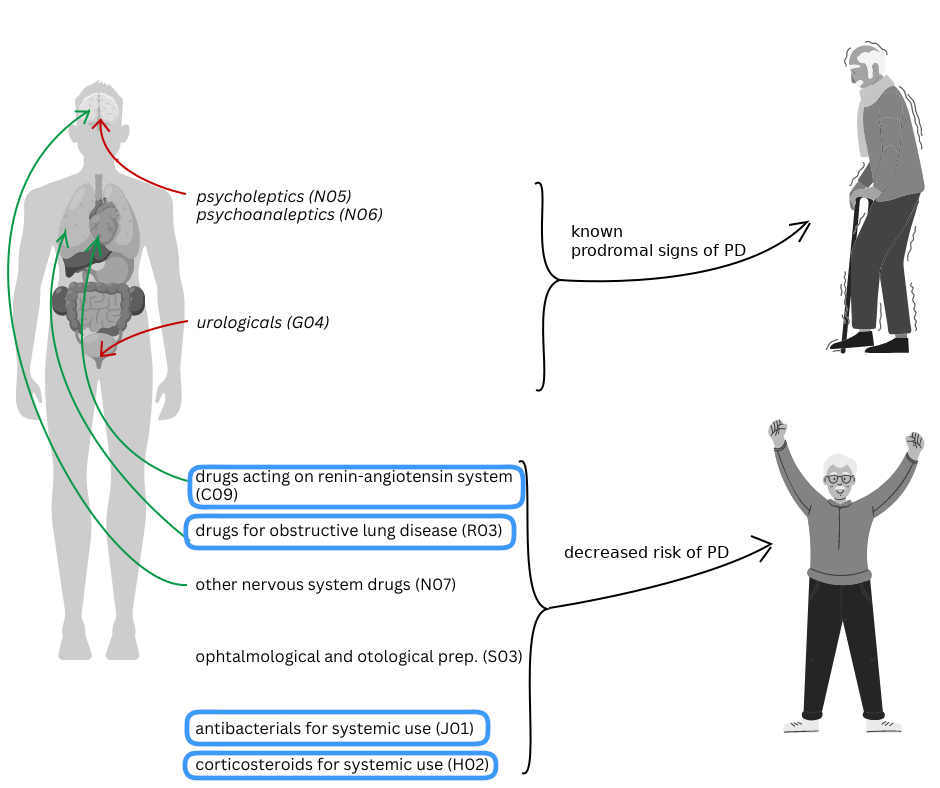 psycholeptics (N05)
psychoanaleptics (N06)
known
prodromal signs of PD
urologicals (G04)
drugs acting on renin-angiotensin system
(C09)
drugs for obstructive lung disease (R03)
decreased risk of PD
other nervous system drugs (N07)
ophtalmological and otological prep. (S03)
antibacterials for systemic use (J01)
corticosteroids for systemic use (H02)